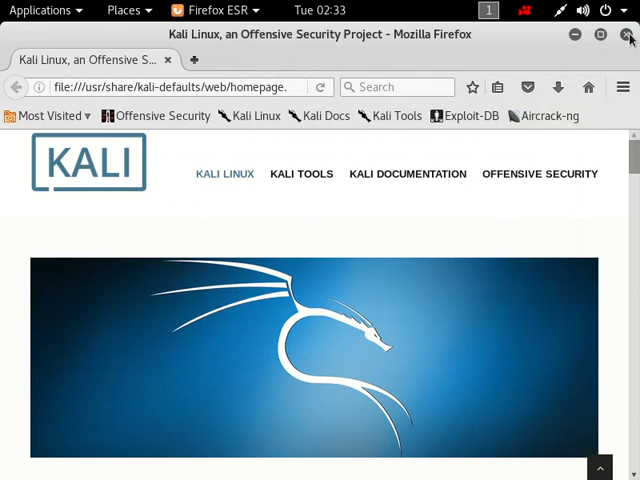 Applications Places Firefox ESR Tue 02:33 1
Kali Linux, an Offensive Security Project - Mozilla Firefox
Kali Linux, an Offensive S...
file:///usr/share/kali-defaults/web/homepage. Search
Most Visited Offensive Security Kali Linux Kali Docs Kali Tools Exploit-DB Aircrack-ng
KALI
KALI LINUX KALI TOOLS KALI DOCUMENTATION OFFENSIVE SECURITY